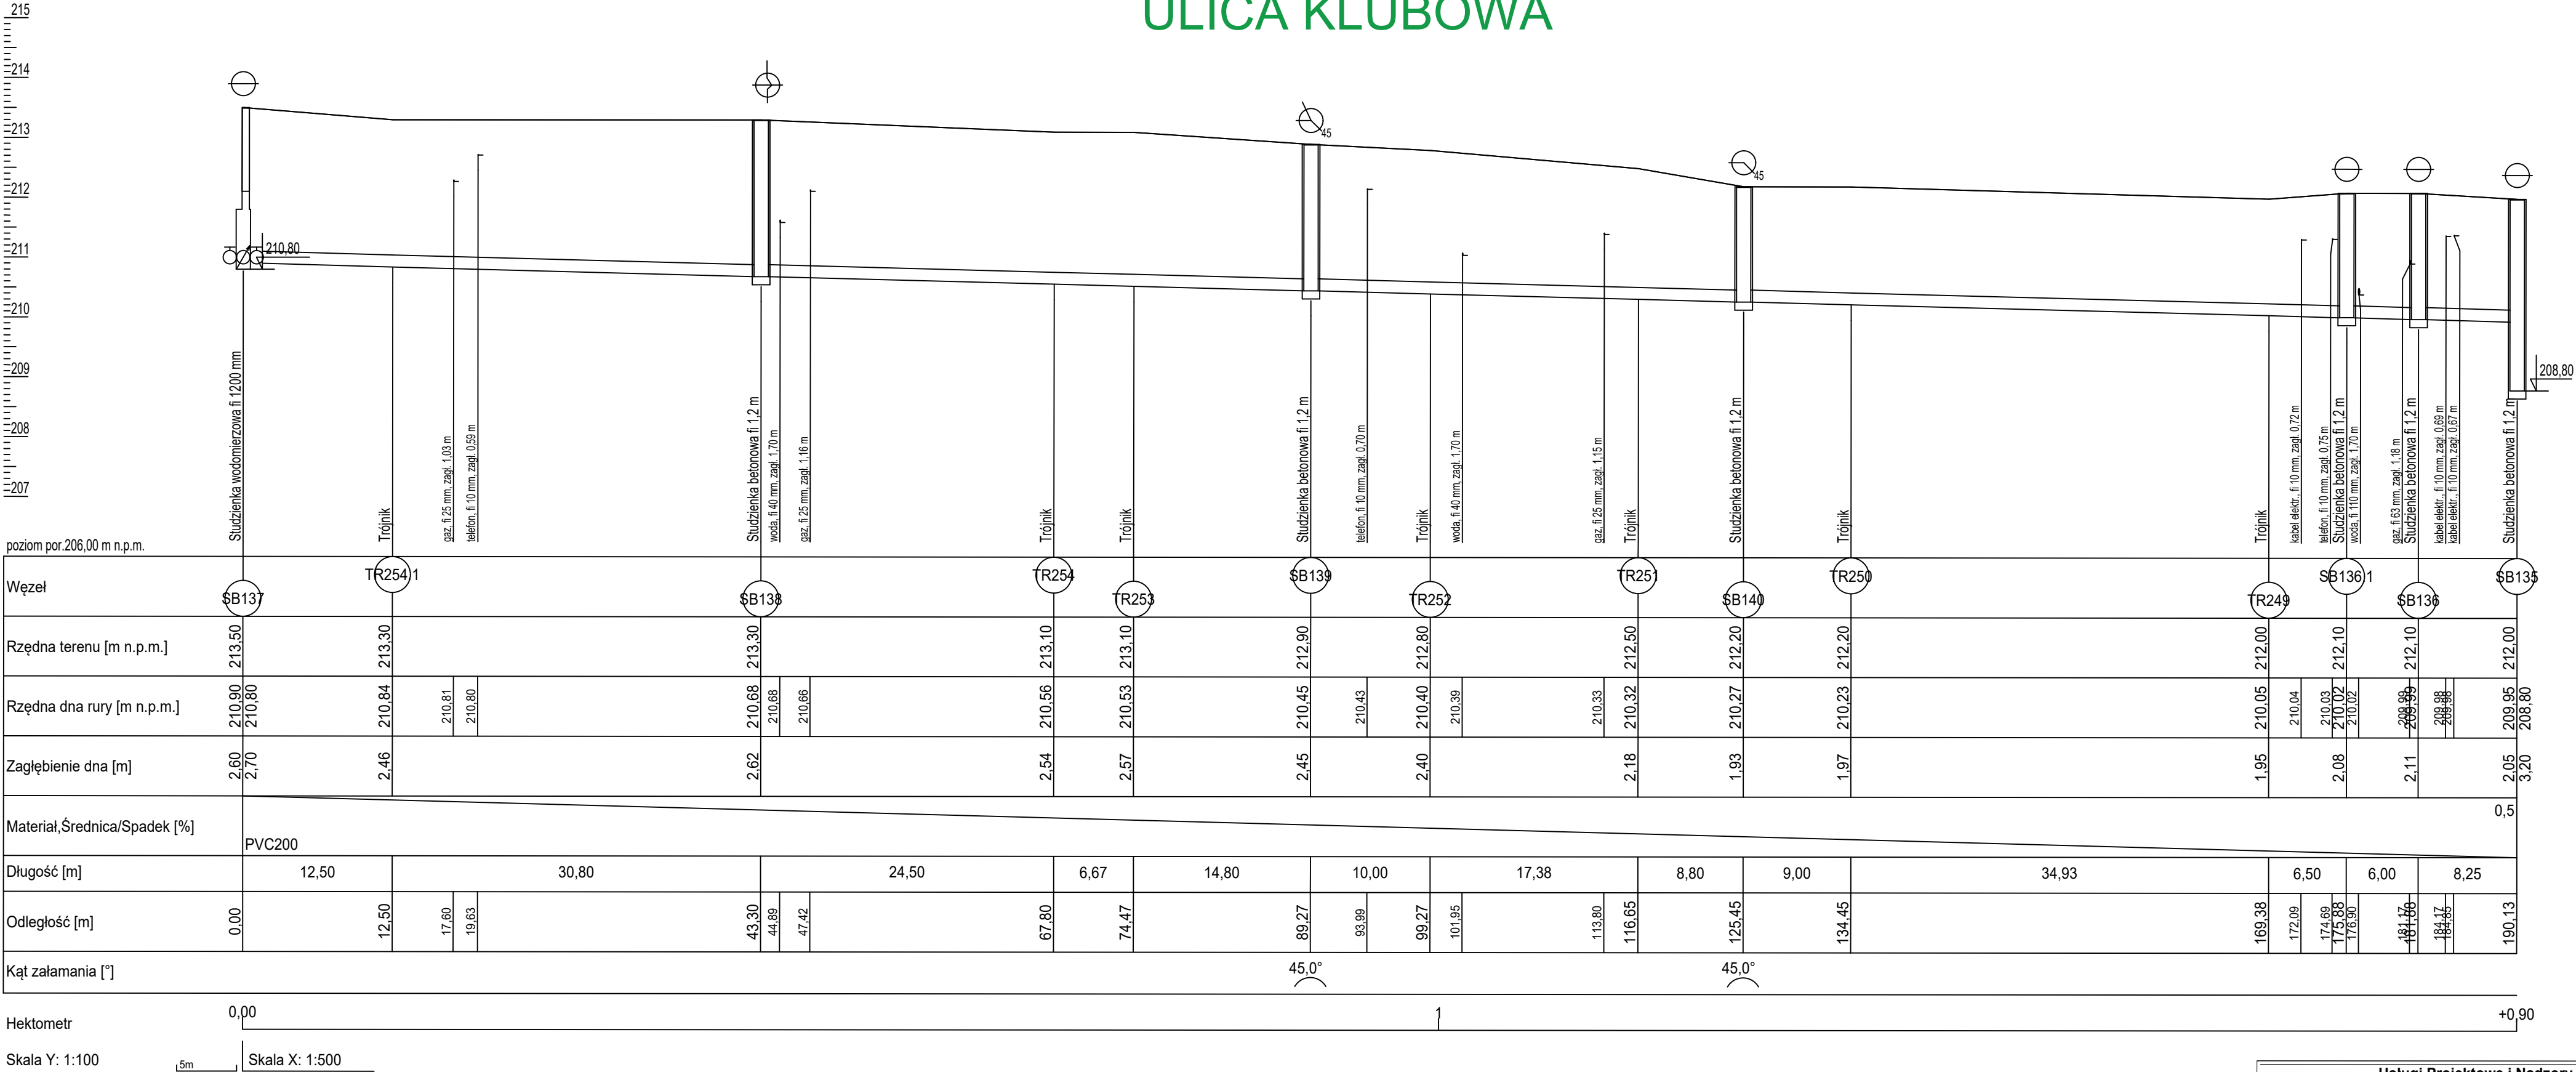 ULICA KLUBOWA
215
214
213
212
211
210
209
208
207
45
45
210,80
208,80
poziom por.206,00 m n.p.m.
Studzienka wodomierzowa fi 1200 mm
Trójnik
gaz, fi 25 mm, zagł. 1,03 m
telefon, fi 10 mm, zagł. 0,59 m
Studzienka betonowa fi 1,2 m
woda, fi 40 mm, zagł. 1,70 m
gaz, fi 25 mm, zagł. 1,16 m
Trójnik
Trójnik
Studzienka betonowa fi 1,2 m
telefon, fi 10 mm, zagł. 0,70 m
Trójnik
woda, fi 40 mm, zagł. 1,70 m
gaz, fi 25 mm, zagł. 1,15 m
Trójnik
Studzienka betonowa fi 1,2 m
Trójnik
Trójnik
kabel elektr., fi 10 mm, zagł. 0,72 m
telefon, fi 10 mm, zagł. 0,75 m
Studzienka betonowa fi 1,2 m
woda, fi 110 mm, zagł. 1,70 m
gaz, fi 63 mm, zagł. 1,18 m
Studzienka betonowa fi 1,2 m
kabel elektr., fi 10 mm, zagł. 0,69 m
kabel elektr., fi 10 mm, zagł. 0,67 m
Studzienka betonowa fi 1,2 m
Węzeł
SB137 TR254.1 SB138 TR254 TR253 SB139 TR252 TR251 SB140 TR250 TR249 SB136.1 SB136 SB135
Rzędna terenu [m n.p.m.]
213,50 213,30 213,30 213,10 213,10 212,90 212,80 212,50 212,20 212,20 212,00 212,10 212,10 212,00
Rzędna dna rury [m n.p.m.]
210,90 210,80 210,84 210,81 210,80 210,68 210,68 210,66 210,56 210,53 210,45 210,43 210,40 210,39 210,33 210,32 210,27 210,23 210,05 210,04 210,03 210,02 210,02 209,99 209,99 209,98 209,98 209,95 208,80
Zagłębienie dna [m]
2,60 2,70 2,46 2,62 2,54 2,57 2,45 2,40 2,18 1,93 1,97 1,95 2,08 2,11 2,05 3,20
Materiał,Średnica/Spadek [%]
PVC200
0,5
Długość [m]
12,50 30,80 24,50 6,67 14,80 10,00 17,38 8,80 9,00 34,93 6,50 6,00 8,25
Odległość [m]
0,00 12,50 17,60 19,63 43,30 44,89 47,42 67,80 74,47 89,27 93,99 99,27 101,95 113,80 116,65 125,45 134,45 169,38 172,09 174,69 175,88 176,90 181,17 181,88 184,17 184,85 190,13
Kąt załamania [°]
45,0° 45,0°
Hektometr
0,00 1 +0,90
Skala Y: 1:100
5m
Skala X: 1:500